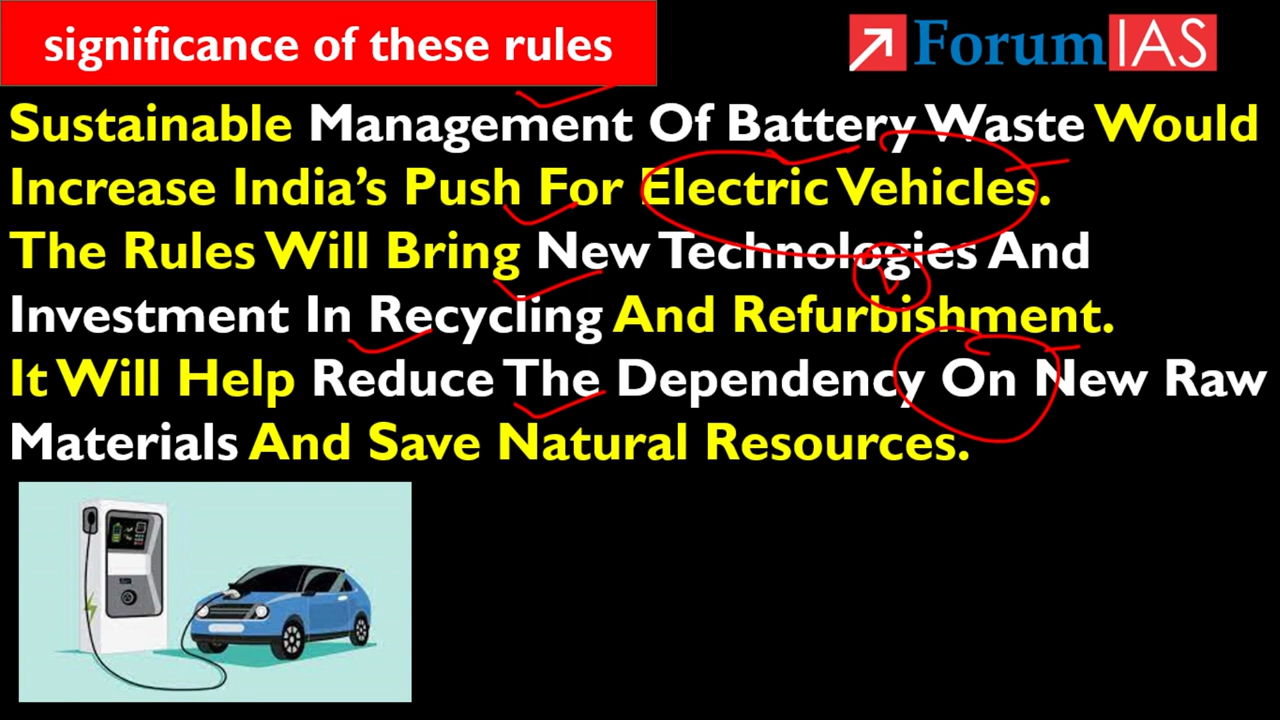 significance of these rules
ForumIAS
Sustainable Management Of Battery Waste Would
Increase India's Push For Electric Vehicles.
The Rules Will Bring New Technologies And
Investment In Recycling And Refurbishment.
It Will Help Reduce The Dependency On New Raw
Materials And Save Natural Resources.